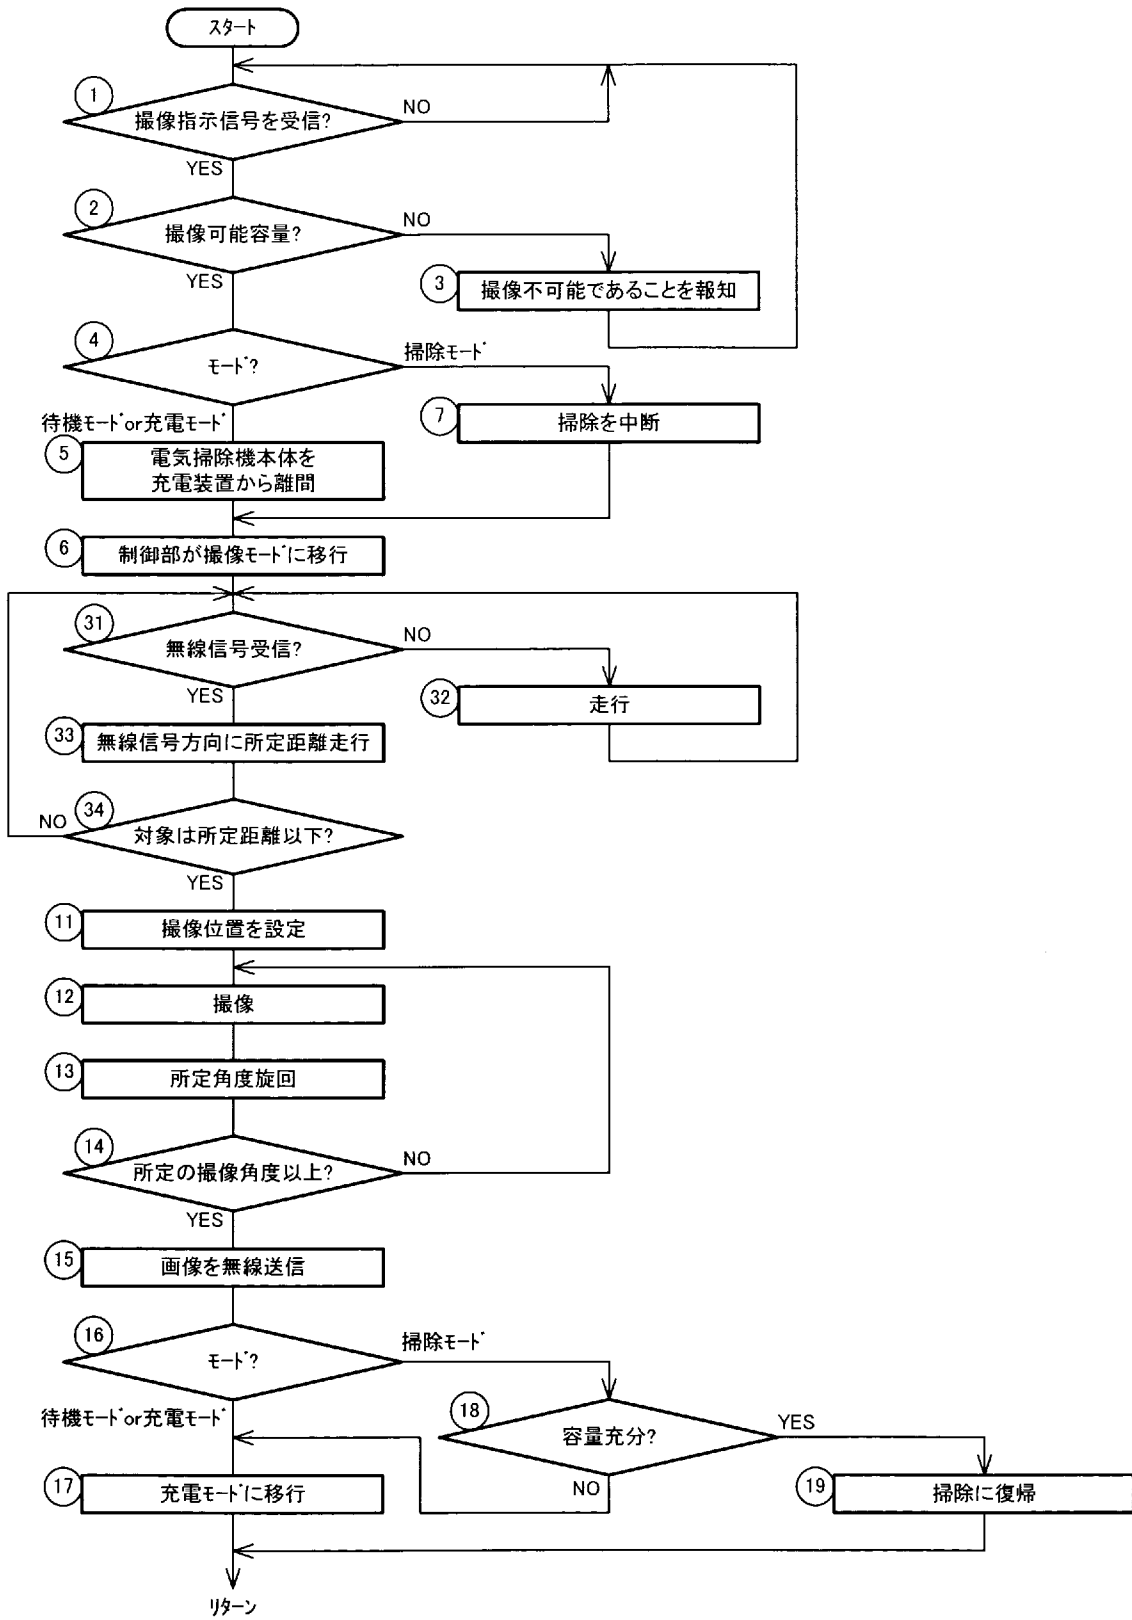 スタート
1
撮像指示信号を受信?
NO
YES
2
撮像可能容量?
NO
YES
3
撮像不可能であることを報知
4
モード?
掃除モード
待機モードor充電モード
7
掃除を中断
5
電気掃除機本体を
充電装置から離間
6
制御部が撮像モードに移行
31
無線信号受信?
NO
YES
32
走行
33
無線信号方向に所定距離走行
34
対象は所定距離以下?
NO
YES
11
撮像位置を設定
12
撮像
13
所定角度旋回
14
所定の撮像角度以上?
NO
YES
15
画像を無線送信
16
モード?
掃除モード
待機モードor充電モード
18
容量充分?
YES
NO
17
充電モードに移行
19
掃除に復帰
リターン